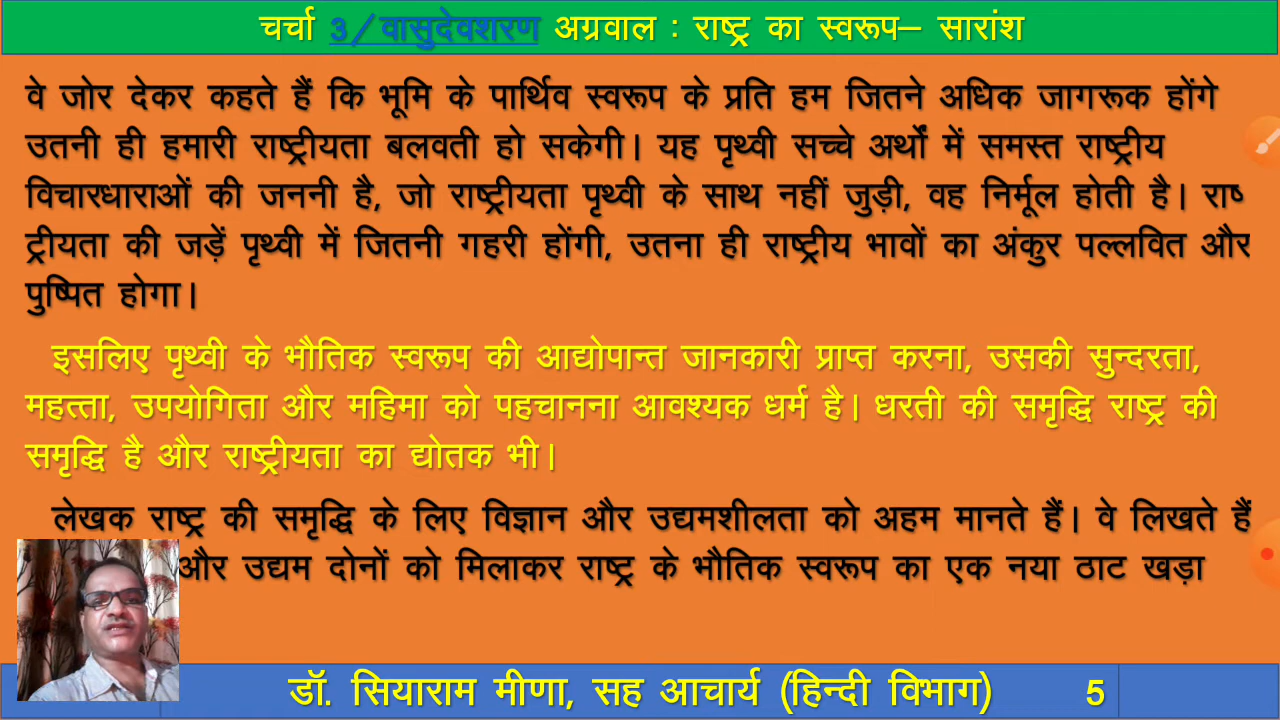 चर्चा ३/वासुदेवशरण अग्रवाल : राष्ट्र का स्वरूप– सारांश
वे जोर देकर कहते हैं कि भूमि के पार्थिव स्वरूप के प्रति हम जितने अधिक जागरूक होंगे
उतनी ही हमारी राष्ट्रीयता बलवती हो सकेगी। यह पृथ्वी सच्चे अर्थों में समस्त राष्ट्रीय
विचारधाराओं की जननी है, जो राष्ट्रीयता पृथ्वी के साथ नहीं जुड़ी, वह निर्मूल होती है। राष्
ट्रीयता की जड़ें पृथ्वी में जितनी गहरी होंगी, उतना ही राष्ट्रीय भावों का अंकुर पल्लवित और
पुष्पित होगा।
इसलिए पृथ्वी के भौतिक स्वरूप की आद्योपान्त जानकारी प्राप्त करना, उसकी सुन्दरता,
महत्ता, उपयोगिता और महिमा को पहचानना आवश्यक धर्म है। धरती की समृद्धि राष्ट्र की
समृद्धि है और राष्ट्रीयता का द्योतक भी।
लेखक राष्ट्र की समृद्धि के लिए विज्ञान और उद्यमशीलता को अहम मानते हैं। वे लिखते हैं
और उद्यम दोनों को मिलाकर राष्ट्र के भौतिक स्वरूप का एक नया ठाट खड़ा
डॉ. सियाराम मीणा, सह आचार्य (हिन्दी विभाग) 5